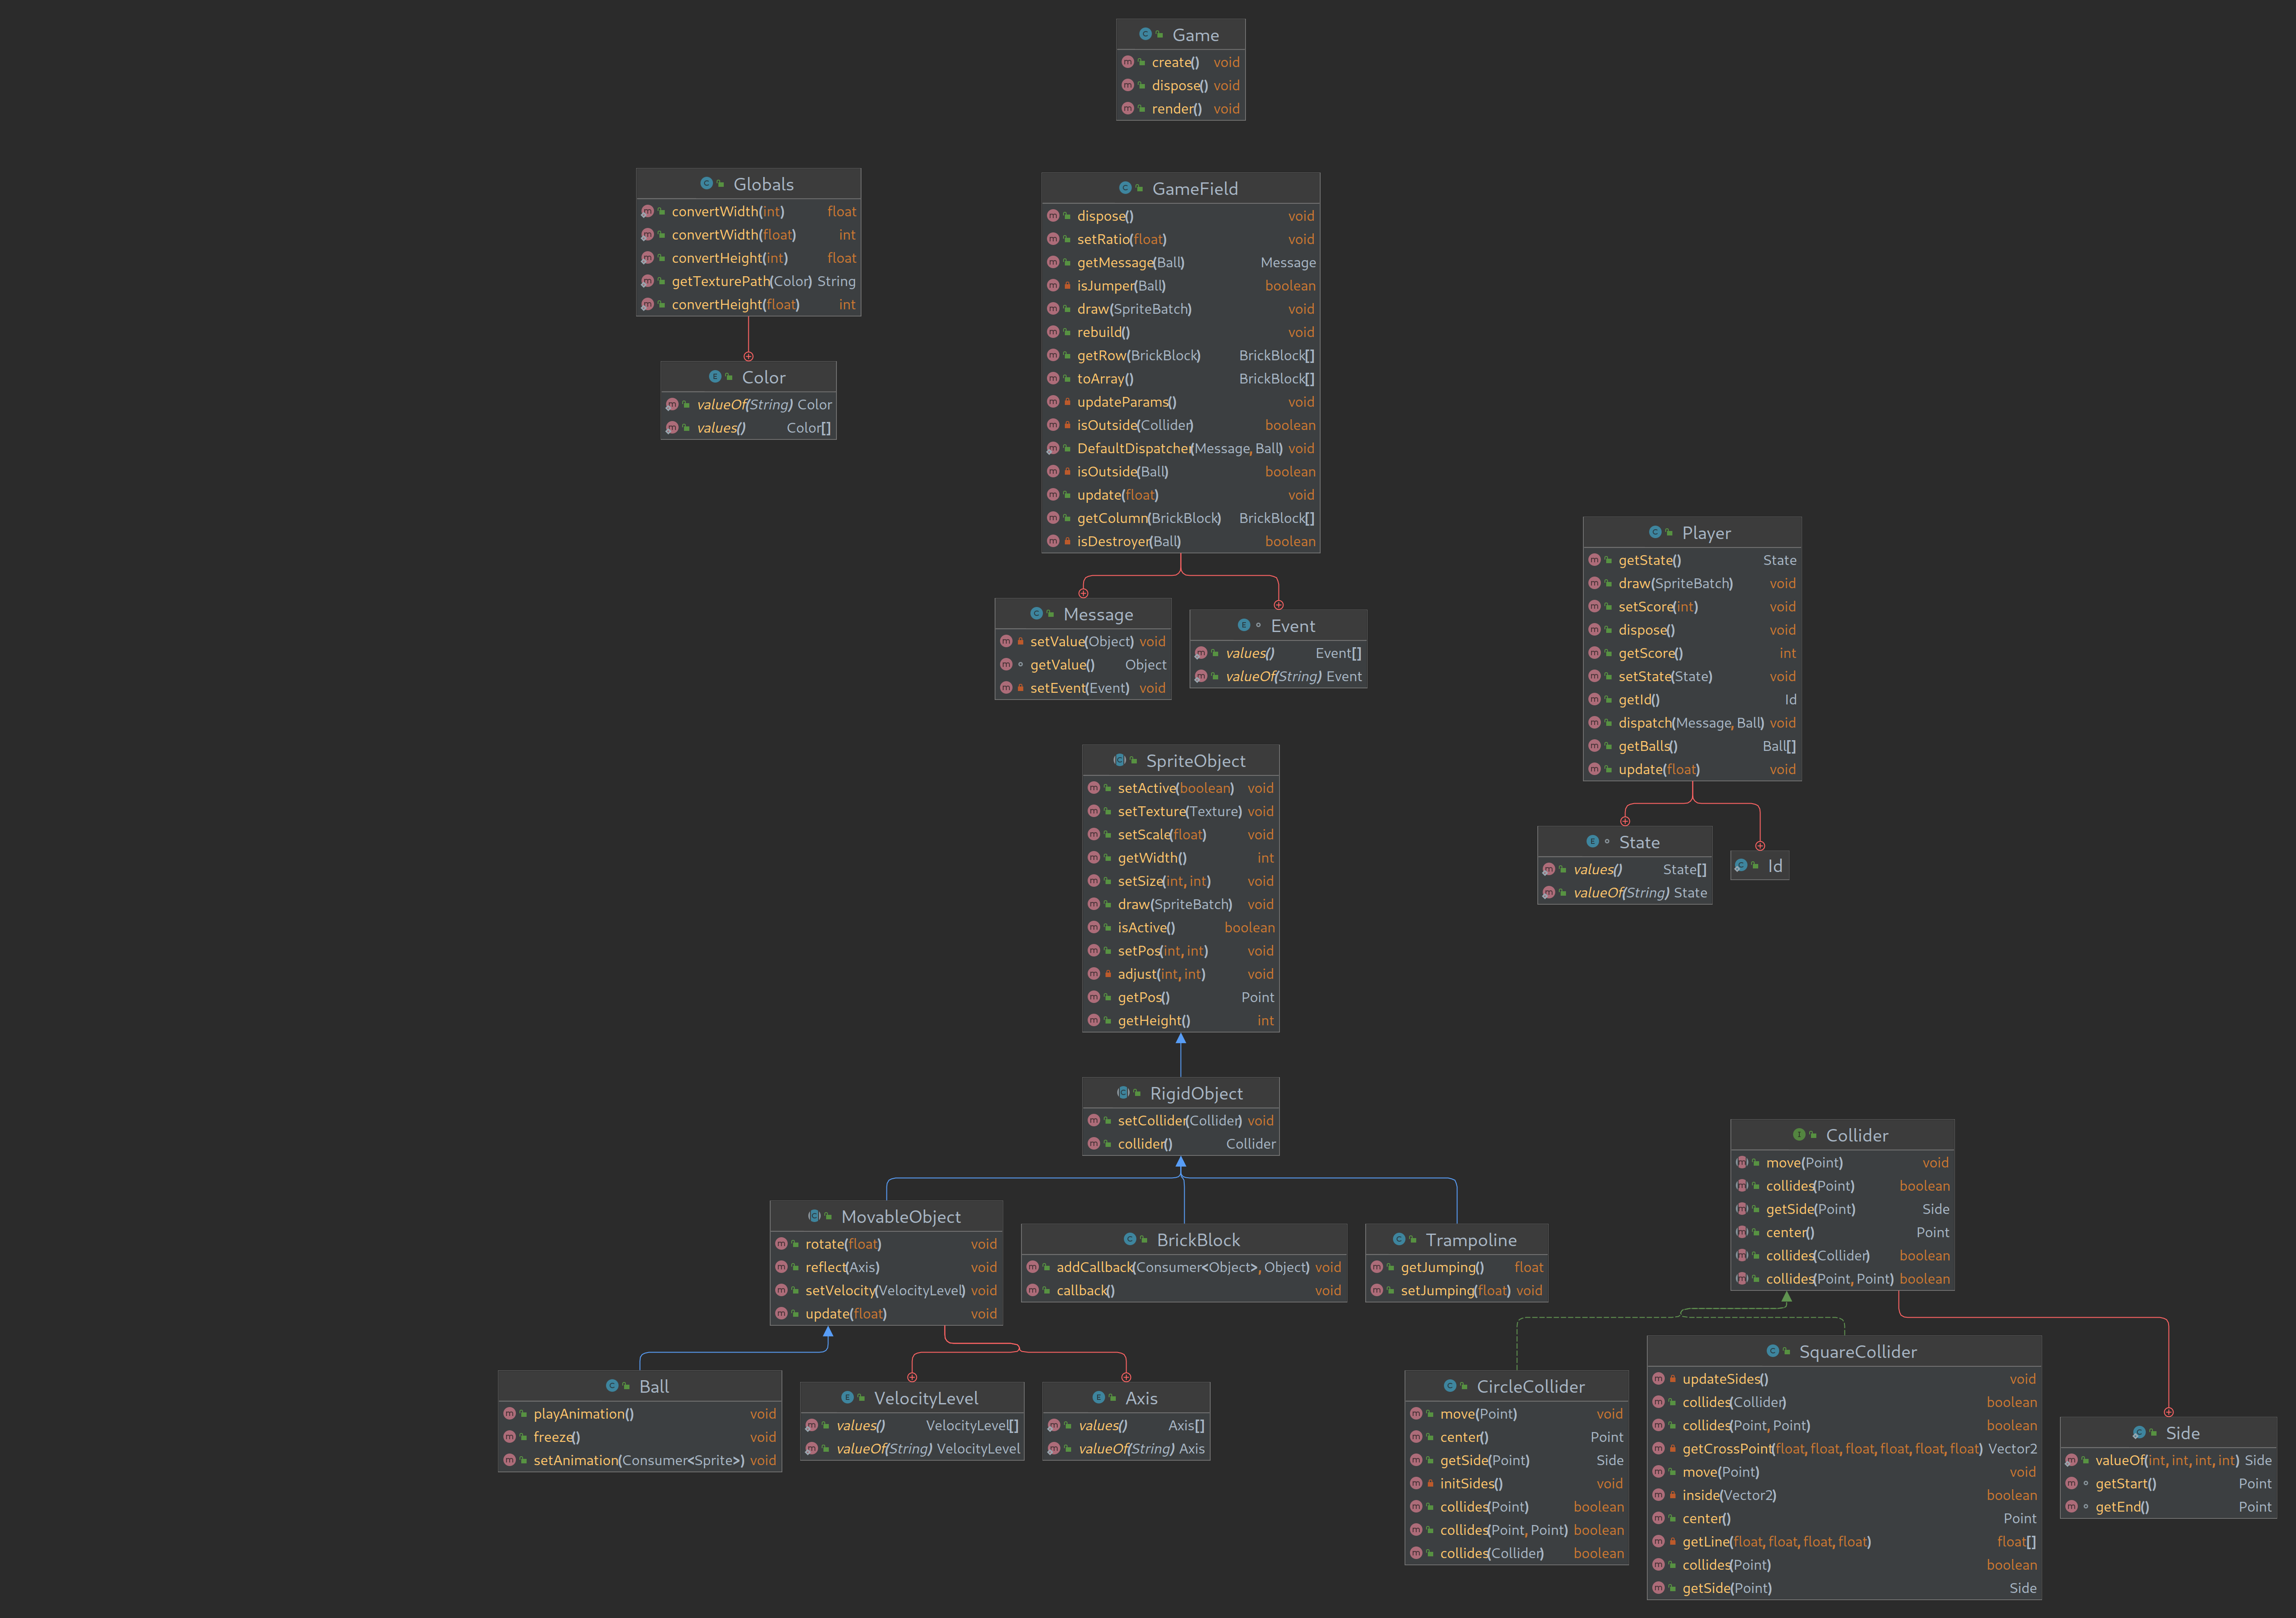 Game
create() void
dispose() void
render() void
Globals
convertWidth(int) float
convertWidth(float) int
convertHeight(int) float
getTexturePath(Color) String
convertHeight(float) int
Color
valueOf(String) Color
values() Color[]
GameField
dispose() void
setRatio(float) void
getMessage(Ball) Message
isJumper(Ball) boolean
draw(SpriteBatch) void
rebuild() void
getRow(BrickBlock) BrickBlock[]
toArray() BrickBlock[]
updateParams() void
isOutside(Collider) boolean
DefaultDispatcher(Message, Ball) void
isOutside(Ball) boolean
update(float) void
getColumn(BrickBlock) BrickBlock[]
isDestroyer(Ball) boolean
Message
setValue(Object) void
getValue() Object
setEvent(Event) void
Event
values() Event[]
valueOf(String) Event
Player
getState() State
draw(SpriteBatch) void
setScore(int) void
dispose() void
getScore() int
setState(State) void
getId() Id
dispatch(Message, Ball) void
getBalls() Ball[]
update(float) void
State
values() State[]
valueOf(String) State
Id
SpriteObject
setActive(boolean) void
setTexture(Texture) void
setScale(float) void
getWidth() int
setSize(int, int) void
draw(SpriteBatch) void
isActive() boolean
setPos(int, int) void
adjust(int, int) void
getPos() Point
getHeight() int
RigidObject
setCollider(Collider) void
collider() Collider
MovableObject
rotate(float) void
reflect(Axis) void
setVelocity(VelocityLevel) void
update(float) void
BrickBlock
addCallback(Consumer<Object>, Object) void
callback() void
Trampoline
getJumping() float
setJumping(float) void
Collider
move(Point) void
collides(Point) boolean
getSide(Point) Side
center() Point
collides(Collider) boolean
collides(Point, Point) boolean
Ball
playAnimation() void
freeze() void
setAnimation(Consumer<Sprite>) void
VelocityLevel
values() VelocityLevel[]
valueOf(String) VelocityLevel
Axis
values() Axis[]
valueOf(String) Axis
CircleCollider
move(Point) void
center() Point
getSide(Point) Side
initSides() void
collides(Point) boolean
collides(Point, Point) boolean
collides(Collider) boolean
SquareCollider
updateSides() void
collides(Collider) boolean
collides(Point, Point) boolean
getCrossPoint(float, float, float, float, float, float) Vector2
move(Point) void
inside(Vector2) boolean
center() Point
getLine(float, float, float, float) float[]
collides(Point) boolean
getSide(Point) Side
Side
valueOf(int, int, int, int) Side
getStart() Point
getEnd() Point